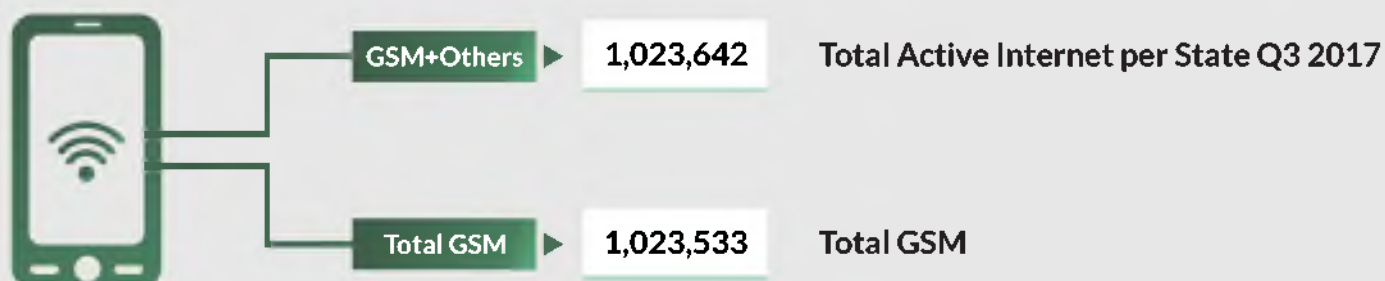 GSM+Others 1,023,642 Total Active Internet per State Q3 2017
Total GSM 1,023,533 Total GSM